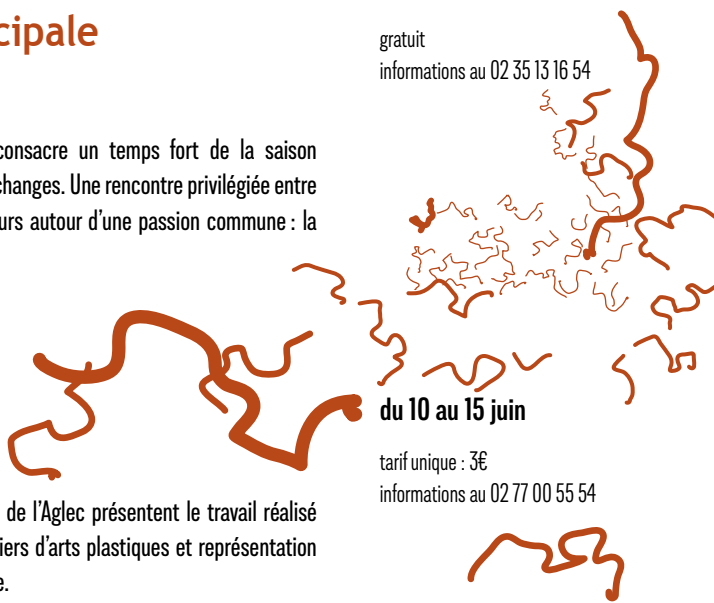 cipale
gratuit
informations au 02 35 13 16 54
consacre un temps fort de la saison
changes. Une rencontre privilégiée entre
urs autour d'une passion commune : la
du 10 au 15 juin
tarif unique : 3€
informations au 02 77 00 55 54
de l'Aglec présentent le travail réalisé
iers d'arts plastiques et représentation
e.